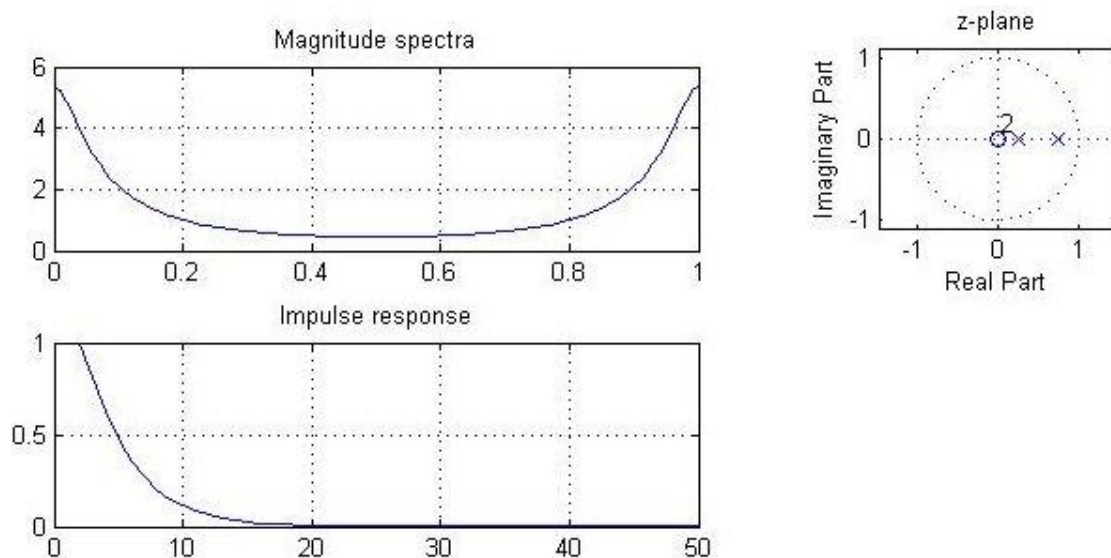 Magnitude spectra
6
4
2
0
0 0.2 0.4 0.6 0.8 1
z-plane
Imaginary Part
1
0
-1
2
-1 0 1
Real Part
Impulse response
1
0.5
0
0 10 20 30 40 50